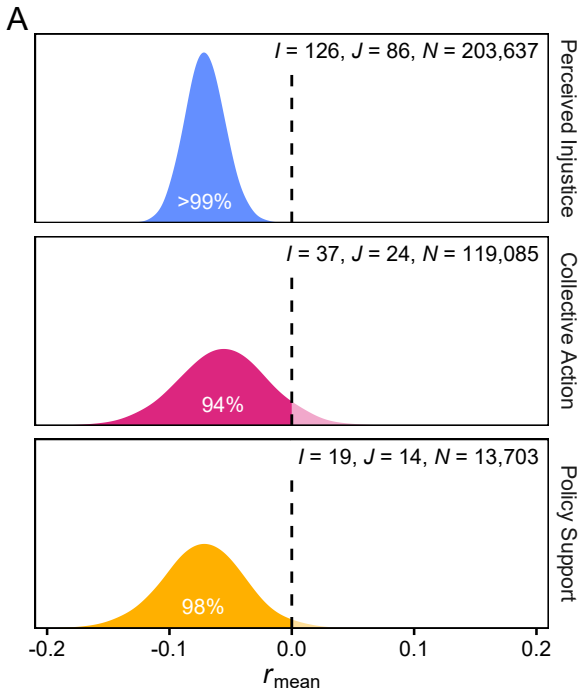 A
I = 126, J = 86, N = 203,637
>99%
Perceived Injustice
I = 37, J = 24, N = 119,085
94%
Collective Action
I = 19, J = 14, N = 13,703
98%
Policy Support
-0.2 -0.1 0.0 0.1 0.2
r mean